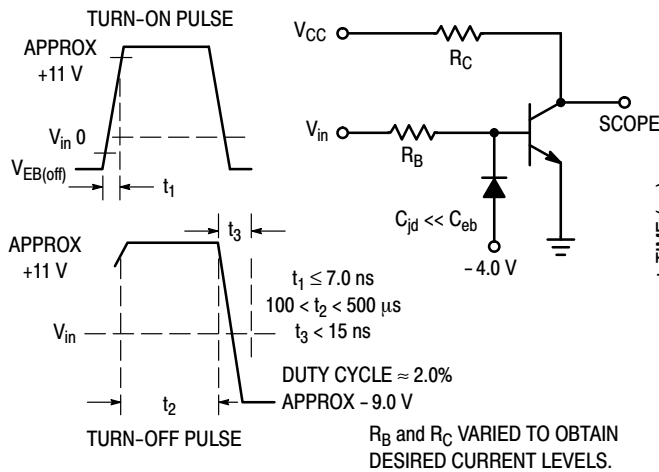 TURN-ON PULSE
APPROX
+11 V
V_in 0
V_EB(off)
t_1
V_CC
R_C
V_in
R_B
SCOPE
C_jd << C_eb
- 4.0 V
APPROX
+11 V
V_in
t_3
t_1 ≤ 7.0 ns
100 < t_2 < 500 μs
t_3 < 15 ns
DUTY CYCLE ≈ 2.0%
APPROX - 9.0 V
t_2
TURN-OFF PULSE
R_B and R_C VARIED TO OBTAIN
DESIRED CURRENT LEVELS.